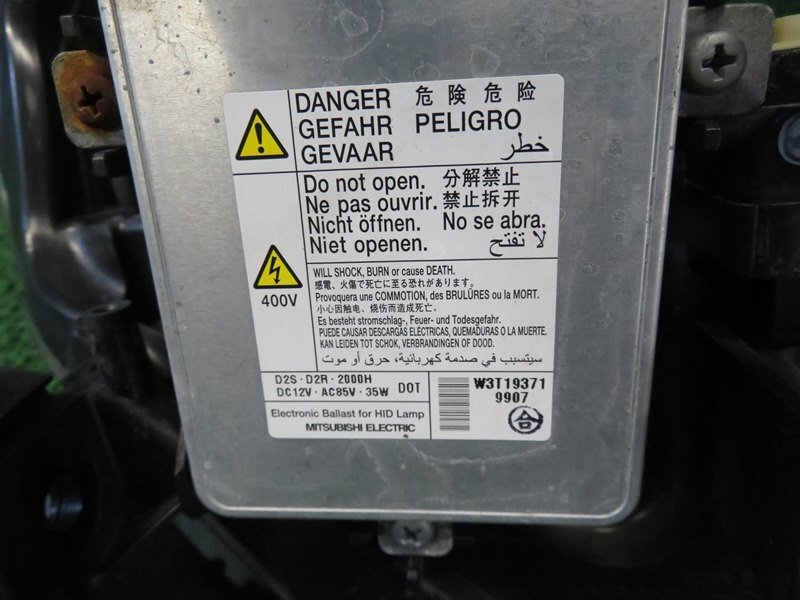 DANGER 危険 危险
GEFAHR PELIGRO
GEVAAR خطر
Do not open. 分解禁止
Ne pas ouvrir. 禁止拆开
Nicht öffnen. No se abra.
Niet openen. لا تفتح
400V
WILL SHOCK, BURN or cause DEATH.
感電、火傷で死亡に至る恐れがあります。
Provoquera une COMMOTION, des BRULÛRES ou la MORT.
小心因触电、烧伤而造成死亡。
Es besteht stromschlag-, Feuer- und Todesgefahr.
PUEDE CAUSAR DESCARGAS ELECTRICAS, QUEMADURAS O LA MUERTE.
KAN LEIDEN TOT SCHOK, VERBRANDINGEN OF DOOD.
سيتسبب في صدمة كهربائية، حرق أو موت
D2S·D2R·2000H
DC12V·AC85V·35W DOT
Electronic Ballast for HID Lamp
MITSUBISHI ELECTRIC
W3T19371
9907
合